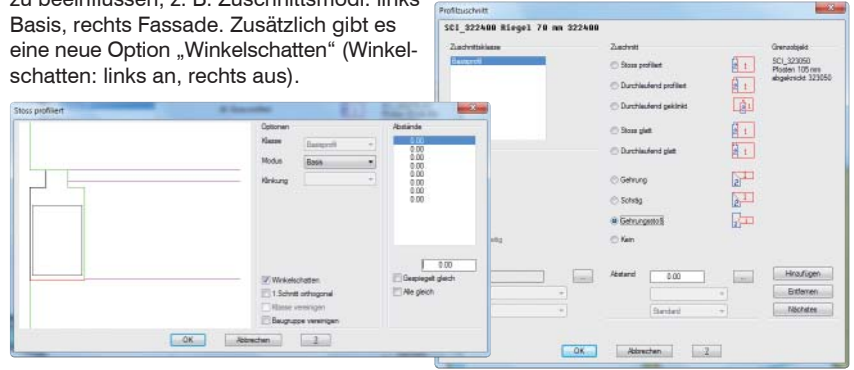 zu beeinflussen, z. B. Zuschnittsmodi: links
Basis, rechts Fassade. Zusätzlich gibt es
eine neue Option „Winkelschatten“ (Winkel-
schatten: links an, rechts aus).
Profilzuschnitt
SCI_322400 Riegel 70 mm 322400
Zuschnittsklasse
Basisprofil
Zuschnitt
Stoss profiliert
Durchlaufend profiliert
Durchlaufend geklinkt
Stoss glatt
Durchlaufend glatt
Gehrung
Schräg
Gehrungsstoß
Kein
Grenzobjekt
SCI_323050
Pfosten 105 mm
abgeknickt 323050
Abstand 0.00
...
...
Standard
Hinzufügen
Entfernen
Nächstes
OK
Abbrechen
?
Stoss profiliert
Optionen
Klasse Basisprofil
Modus Basis
Klinkung
Winkelschatten
1.Schnitt orthogonal
Klasse vereinigen
Baugruppe vereinigen
Abstände
0.00
0.00
0.00
0.00
0.00
0.00
0.00
0.00
0.00
Gespiegelt gleich
Alle gleich
OK
Abbrechen
?